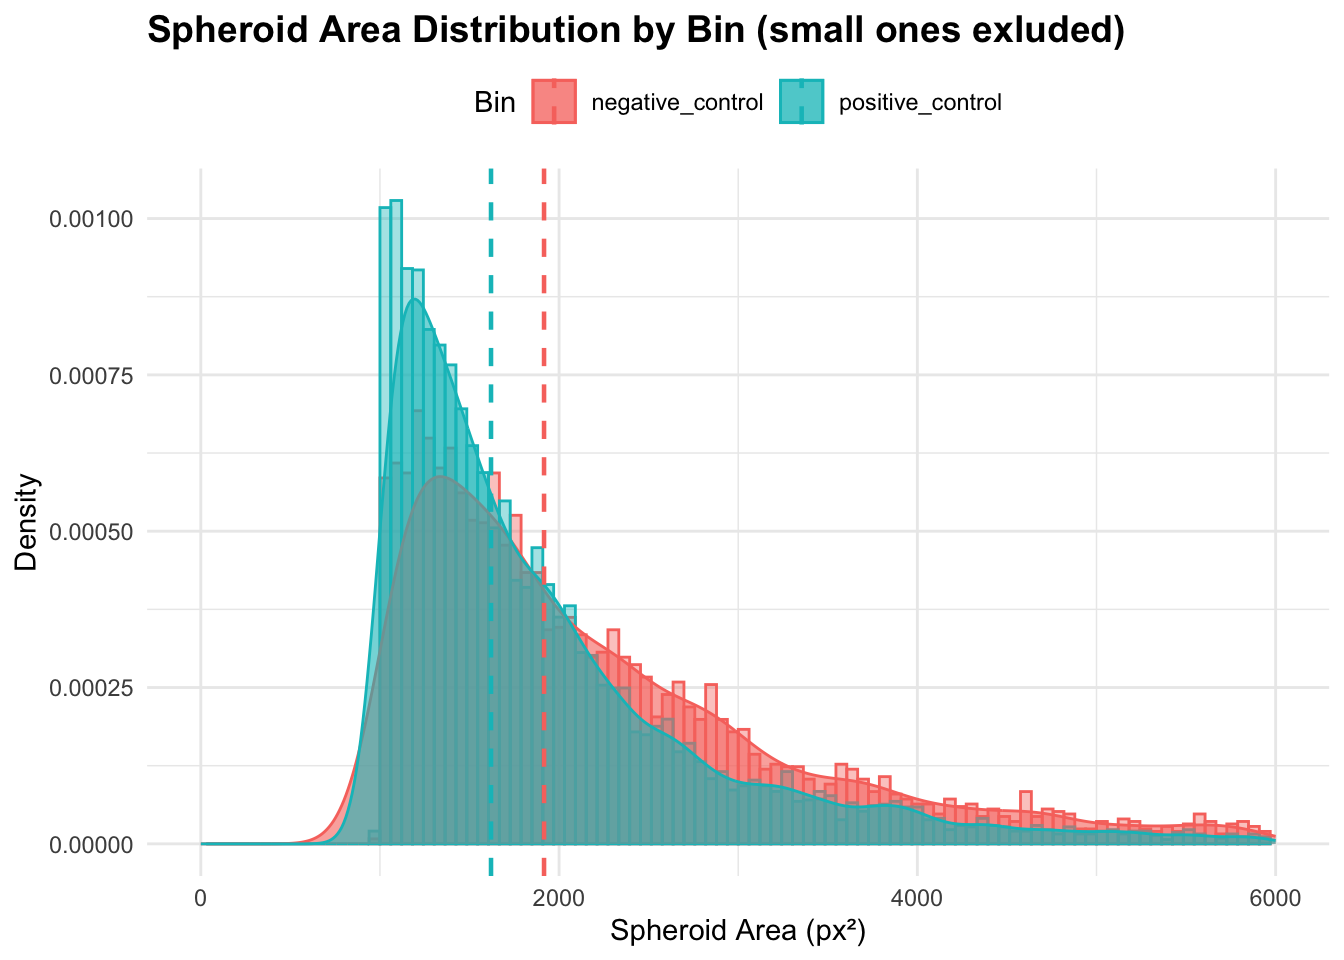 Spheroid Area Distribution by Bin (small ones exluded)
Bin negative_control positive_control
0.00100
0.00075
0.00050
0.00025
0.00000
Density
0 2000 4000 6000
Spheroid Area (px²)